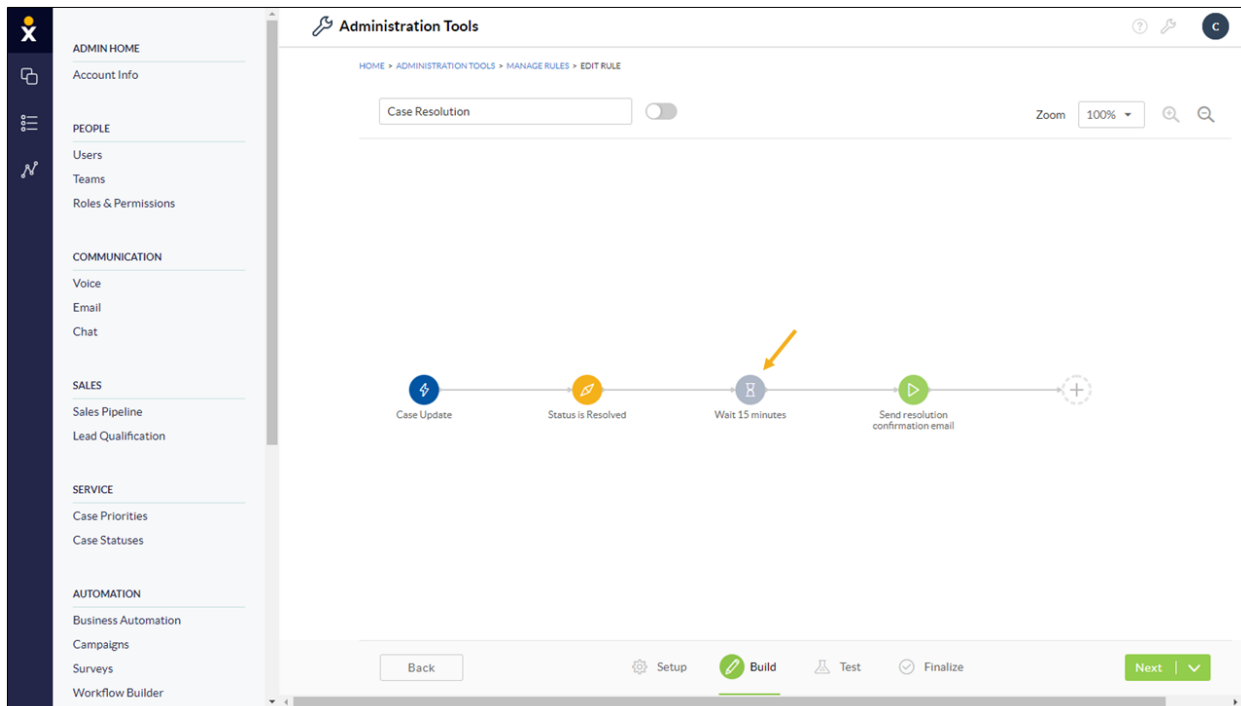 Administration Tools
C
ADMIN HOME
Account Info
PEOPLE
Users
Teams
Roles & Permissions
COMMUNICATION
Voice
Email
Chat
SALES
Sales Pipeline
Lead Qualification
SERVICE
Case Priorities
Case Statuses
AUTOMATION
Business Automation
Campaigns
Surveys
Workflow Builder
HOME > ADMINISTRATION TOOLS > MANAGE RULES > EDIT RULE
Case Resolution
Zoom 100%
Case Update
Status is Resolved
Wait 15 minutes
Send resolution
confirmation email
Back
Setup
Build
Test
Finalize
Next